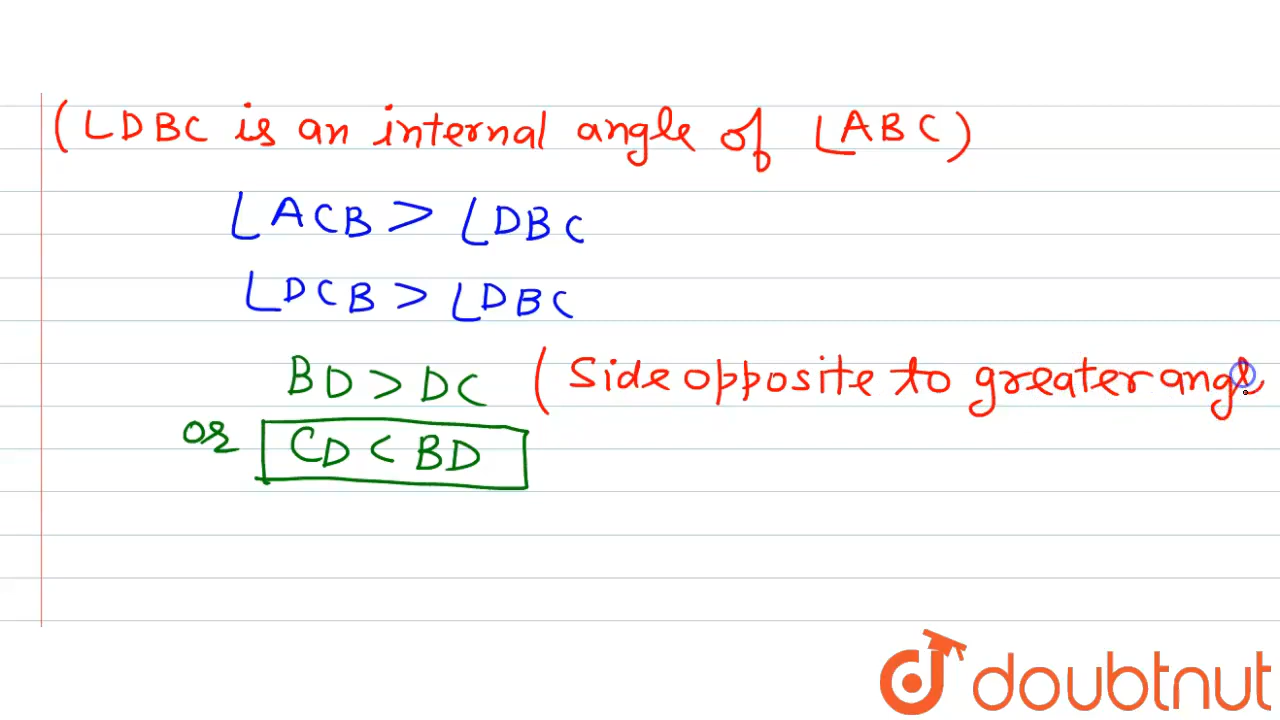 (∠DBC is an internal angle of ∠ABC)
∠ACB > ∠DBC
∠DCB > ∠DBC
BD > DC (Side opposite to greater angle
or CD < BD
doubtnut